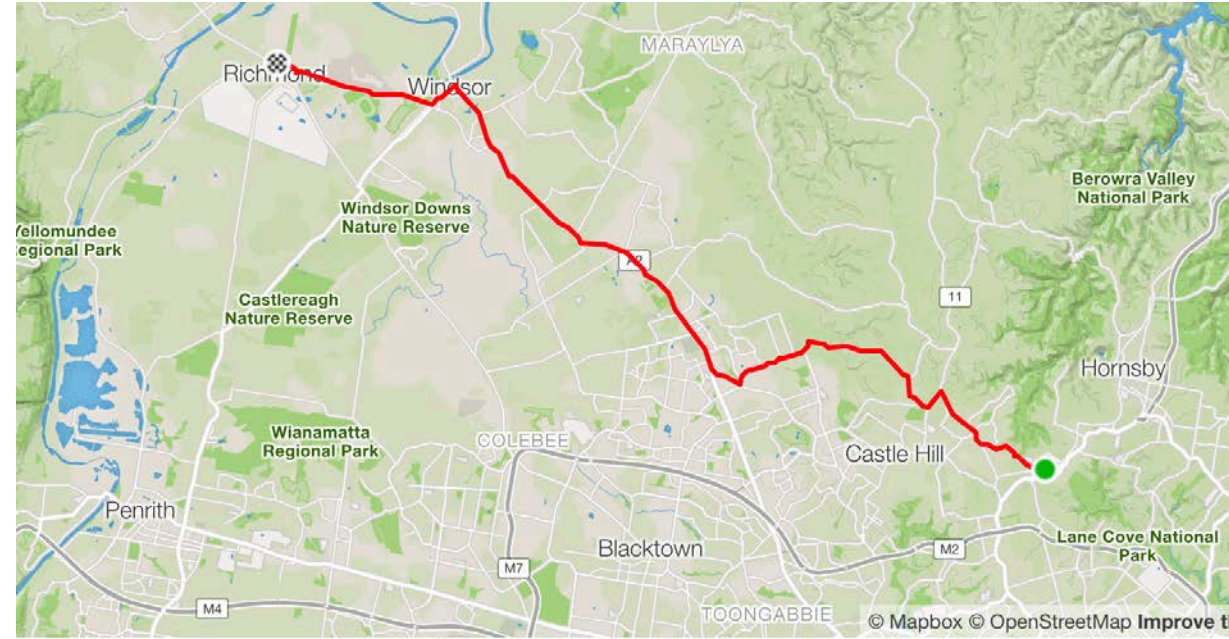 MARAYLYA
Richmond
Windsor
Berowra Valley
National Park
Windsor Downs
Nature Reserve
Yellomundee
Regional Park
A2
11
Castlereagh
Nature Reserve
Hornsby
Wianamatta
Regional Park
COLEBEE
Castle Hill
Penrith
Blacktown
M2
Lane Cove National
Park
M7
M4
TOONGABBIE
© Mapbox © OpenStreetMap Improve